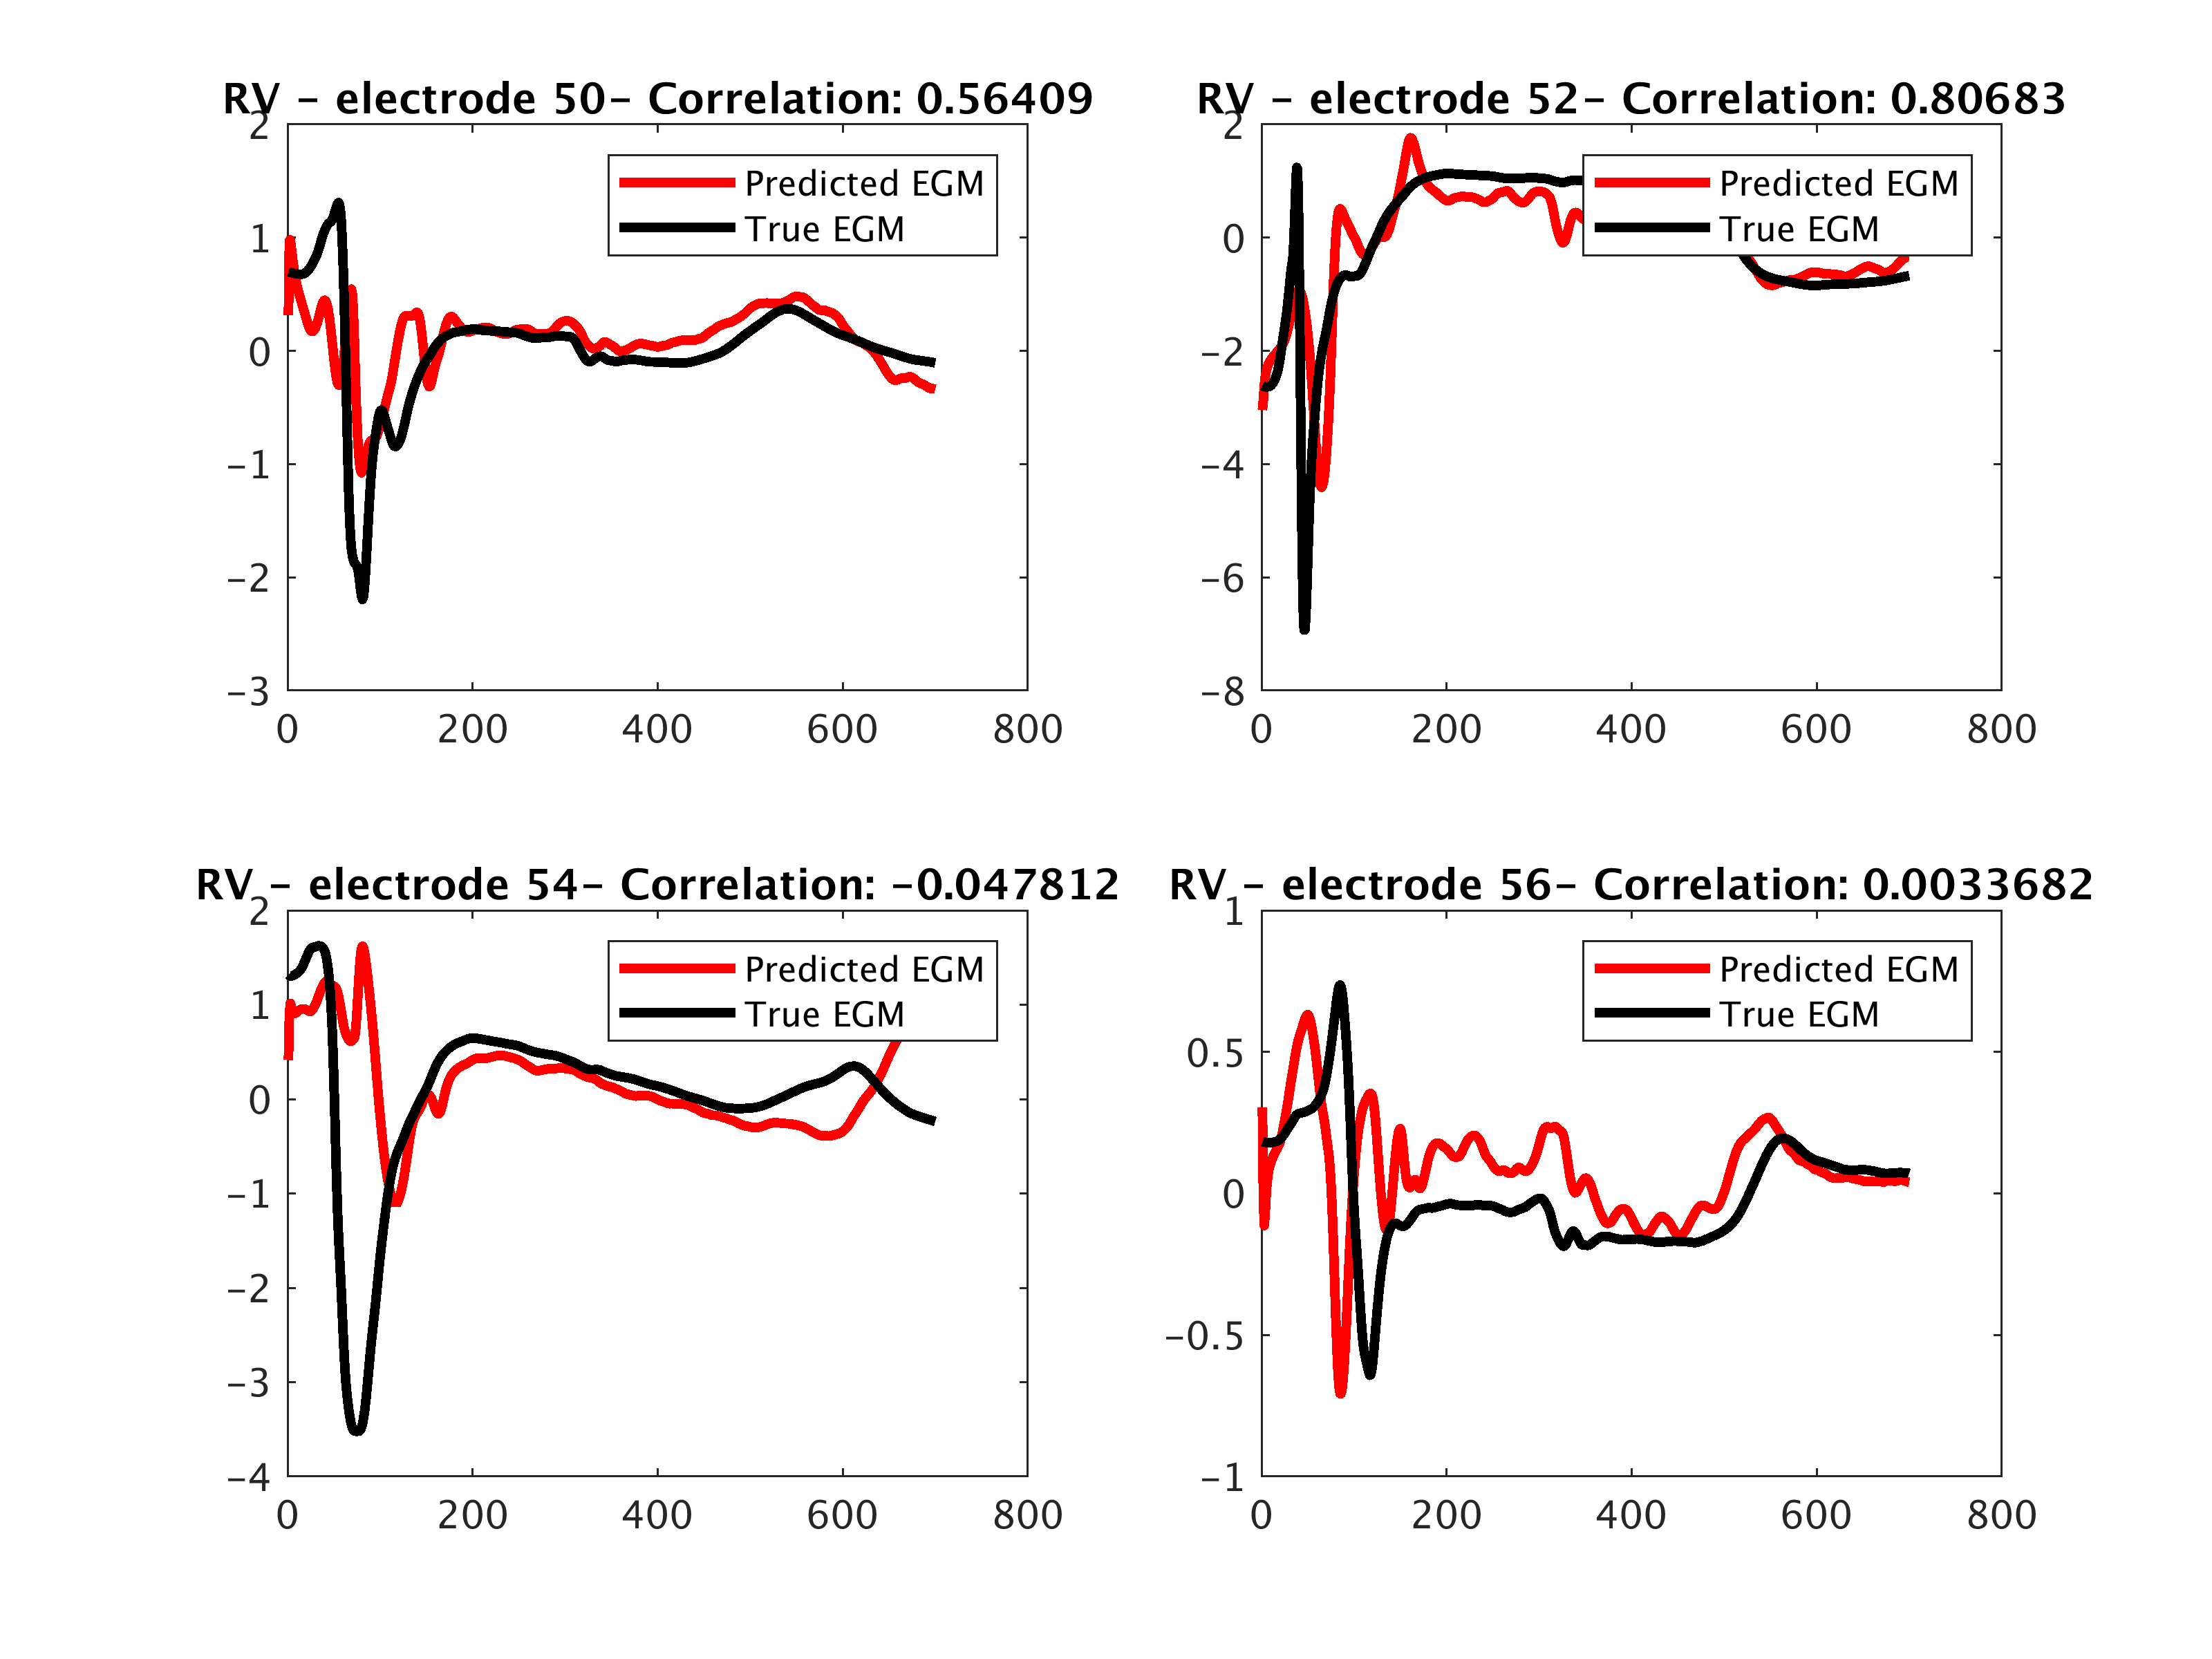 RV - electrode 50- Correlation: 0.56409
2
1
0
-1
-2
-3
0 200 400 600 800
Predicted EGM
True EGM
RV - electrode 52- Correlation: 0.80683
2
0
-2
-4
-6
-8
0 200 400 600 800
Predicted EGM
True EGM
RV - electrode 54- Correlation: -0.047812
2
1
0
-1
-2
-3
-4
0 200 400 600 800
Predicted EGM
True EGM
RV - electrode 56- Correlation: 0.0033682
1
0.5
0
-0.5
-1
0 200 400 600 800
Predicted EGM
True EGM